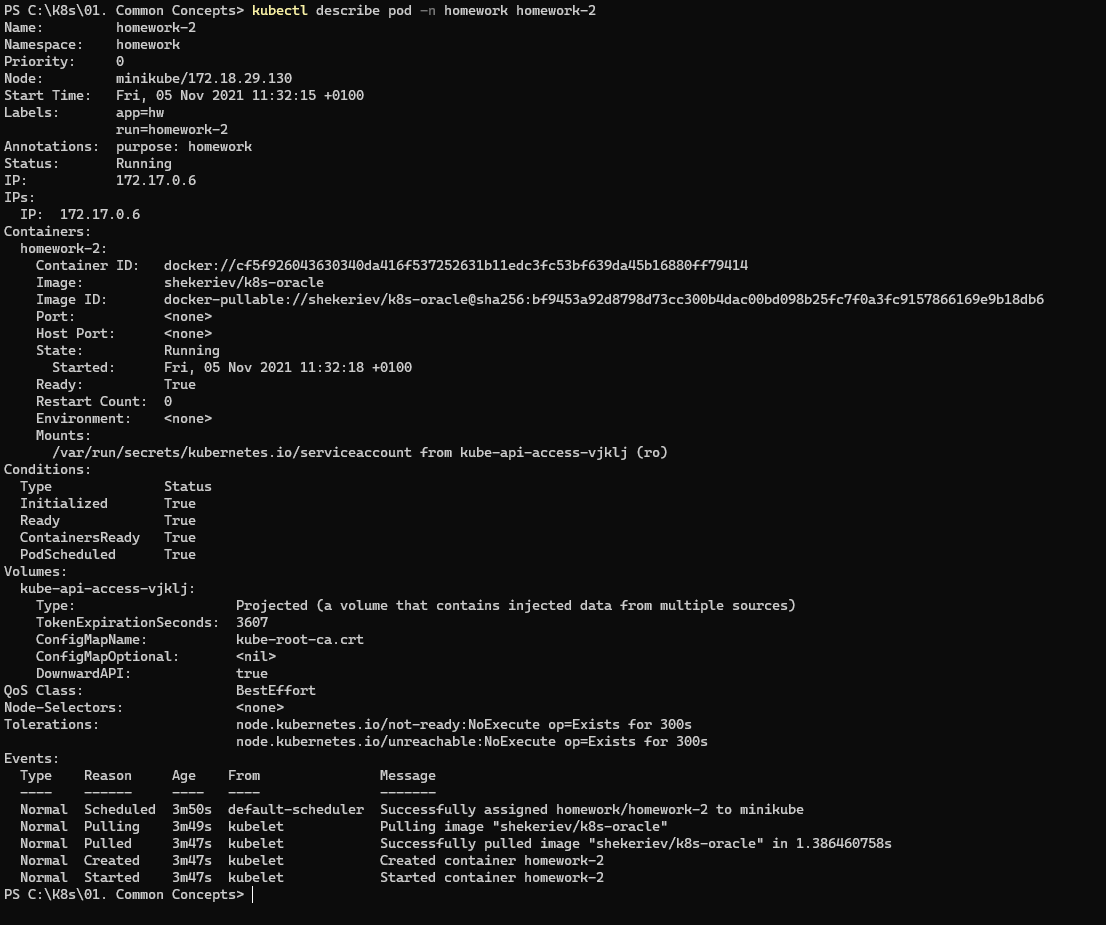 PS C:\K8s\01. Common Concepts> kubectl describe pod -n homework homework-2
Name:         homework-2
Namespace:    homework
Priority:     0
Node:         minikube/172.18.29.130
Start Time:   Fri, 05 Nov 2021 11:32:15 +0100
Labels:       app=hw
              run=homework-2
Annotations:  purpose: homework
Status:       Running
IP:           172.17.0.6
IPs:
  IP:  172.17.0.6
Containers:
  homework-2:
    Container ID:   docker://cf5f926043630340da416f537252631b11edc3fc53bf639da45b16880ff79414
    Image:          shekeriev/k8s-oracle
    Image ID:       docker-pullable://shekeriev/k8s-oracle@sha256:bf9453a92d8798d73cc300b4dac00bd098b25fc7f0a3fc9157866169e9b18db6
    Port:           <none>
    Host Port:      <none>
    State:          Running
      Started:      Fri, 05 Nov 2021 11:32:18 +0100
    Ready:          True
    Restart Count:  0
    Environment:    <none>
    Mounts:
      /var/run/secrets/kubernetes.io/serviceaccount from kube-api-access-vjklj (ro)
Conditions:
  Type              Status
  Initialized       True
  Ready             True
  ContainersReady   True
  PodScheduled      True
Volumes:
  kube-api-access-vjklj:
    Type:                    Projected (a volume that contains injected data from multiple sources)
    TokenExpirationSeconds:  3607
    ConfigMapName:           kube-root-ca.crt
    ConfigMapOptional:       <nil>
    DownwardAPI:             true
QoS Class:                   BestEffort
Node-Selectors:              <none>
Tolerations:                 node.kubernetes.io/not-ready:NoExecute op=Exists for 300s
                             node.kubernetes.io/unreachable:NoExecute op=Exists for 300s
Events:
  Type    Reason     Age    From               Message
  ----    ------     ----   ----               -------
  Normal  Scheduled  3m50s  default-scheduler  Successfully assigned homework/homework-2 to minikube
  Normal  Pulling    3m49s  kubelet            Pulling image "shekeriev/k8s-oracle"
  Normal  Pulled     3m47s  kubelet            Successfully pulled image "shekeriev/k8s-oracle" in 1.386460758s
  Normal  Created    3m47s  kubelet            Created container homework-2
  Normal  Started    3m47s  kubelet            Started container homework-2
PS C:\K8s\01. Common Concepts>